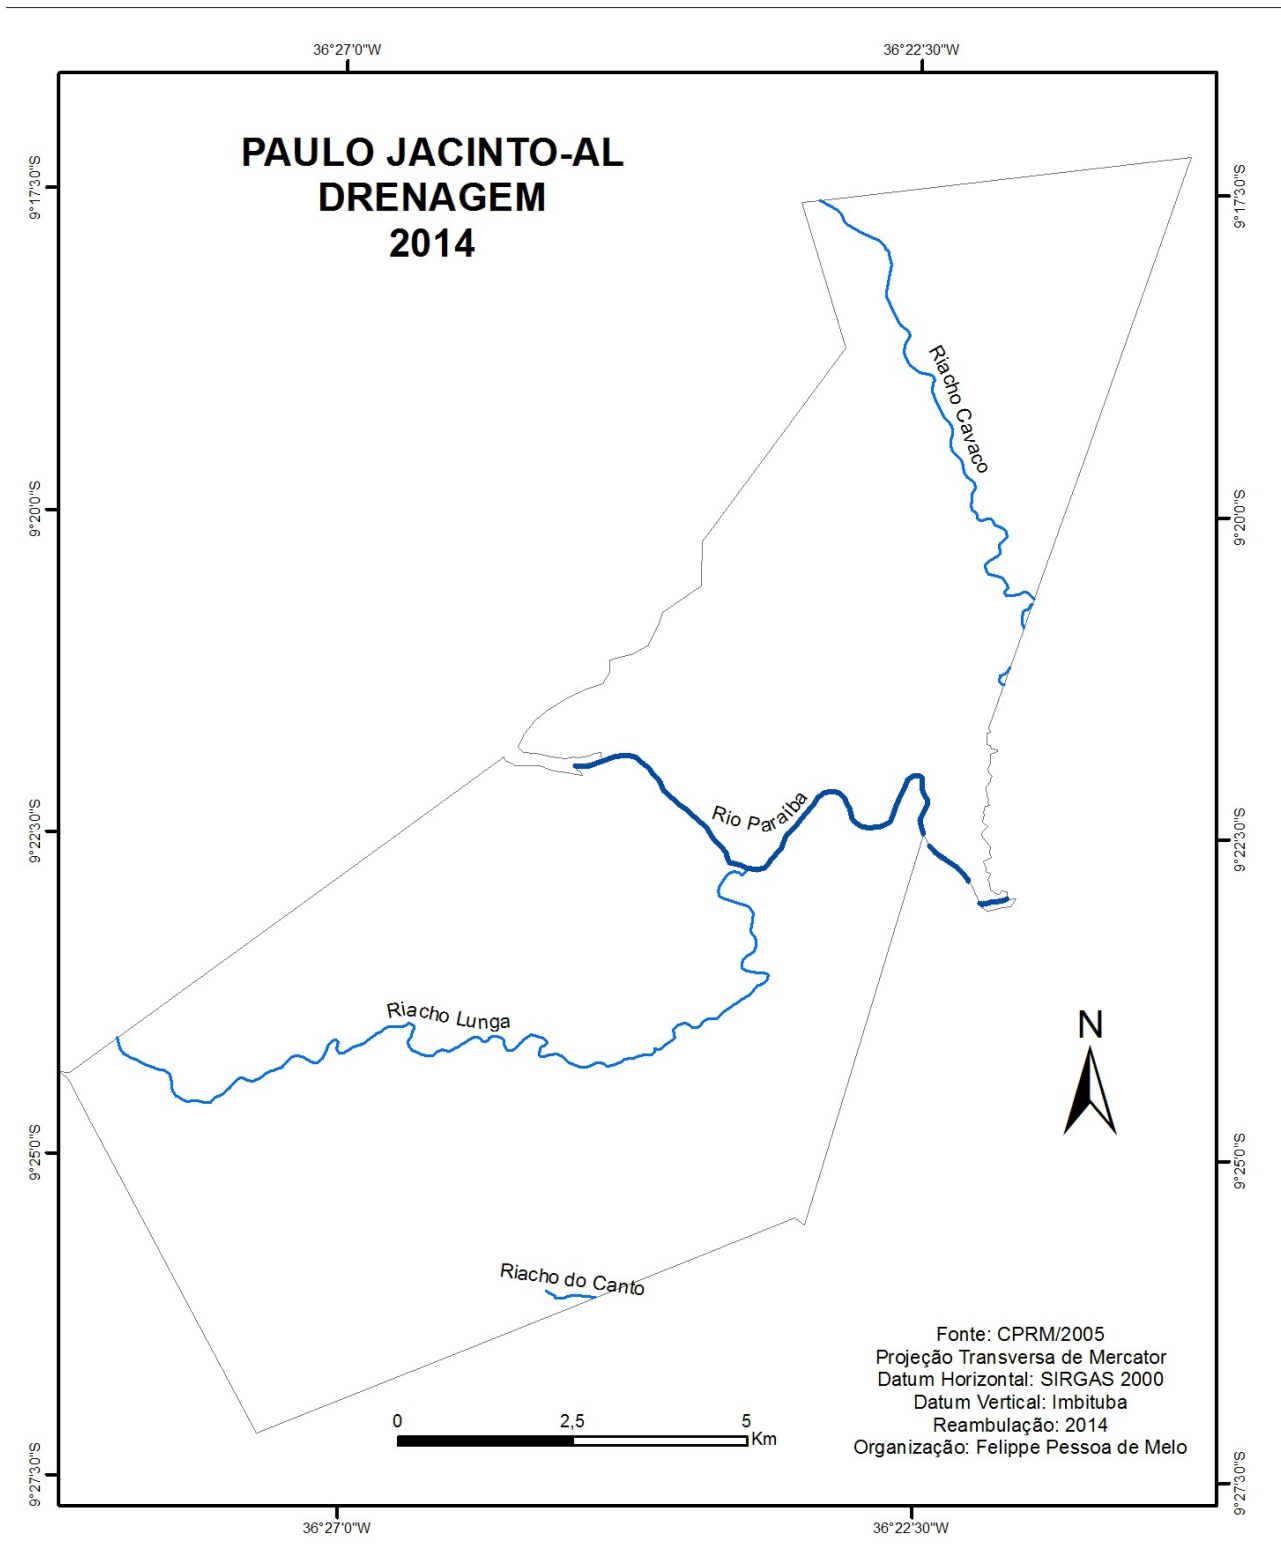 36°27'0"W
36°22'30"W
PAULO JACINTO-AL
DRENAGEM
2014
9°17'30"S
9°17'30"S
Riacho Cavaco
9°20'0"S
9°20'0"S
Rio Paraíba
9°22'30"S
9°22'30"S
Riacho Lunga
N
9°25'0"S
9°25'0"S
Riacho do Canto
Fonte: CPRM/2005
Projeção Transversa de Mercator
Datum Horizontal: SIRGAS 2000
Datum Vertical: Imbituba
Reambulação: 2014
Organização: Felippe Pessoa de Melo
0 2,5 5
Km
9°27'30"S
9°27'30"S
36°27'0"W
36°22'30"W